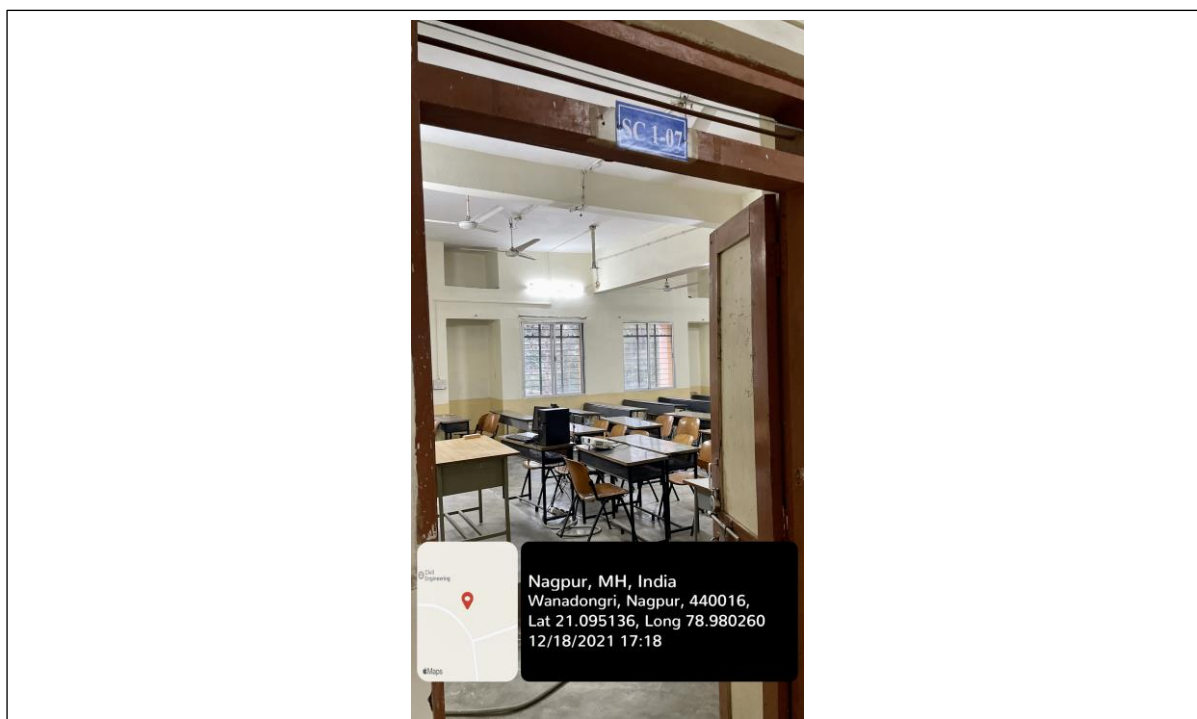 SC 1-07
Civil
Engineering
Maps
Nagpur, MH, India
Wanadongri, Nagpur, 440016,
Lat 21.095136, Long 78.980260
12/18/2021 17:18